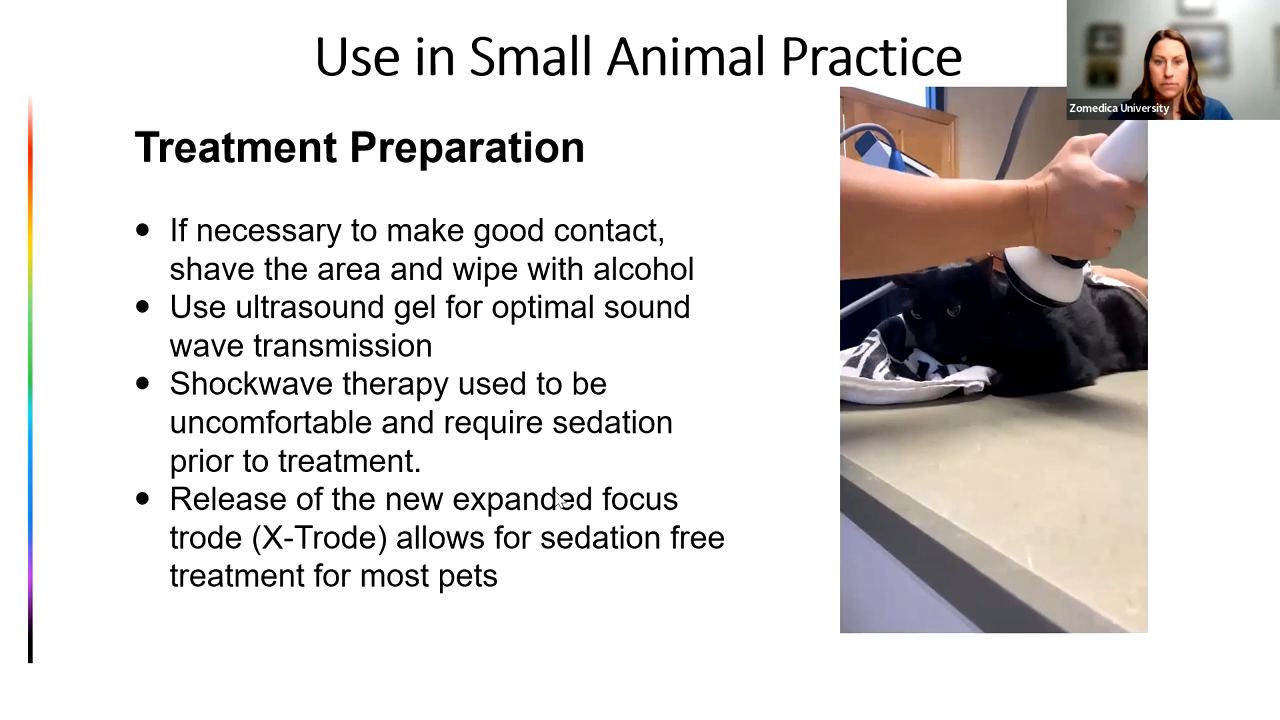 Use in Small Animal Practice
Zomedica University
Treatment Preparation
● If necessary to make good contact,
shave the area and wipe with alcohol
● Use ultrasound gel for optimal sound
wave transmission
● Shockwave therapy used to be
uncomfortable and require sedation
prior to treatment.
● Release of the new expanded focus
trode (X-Trode) allows for sedation free
treatment for most pets